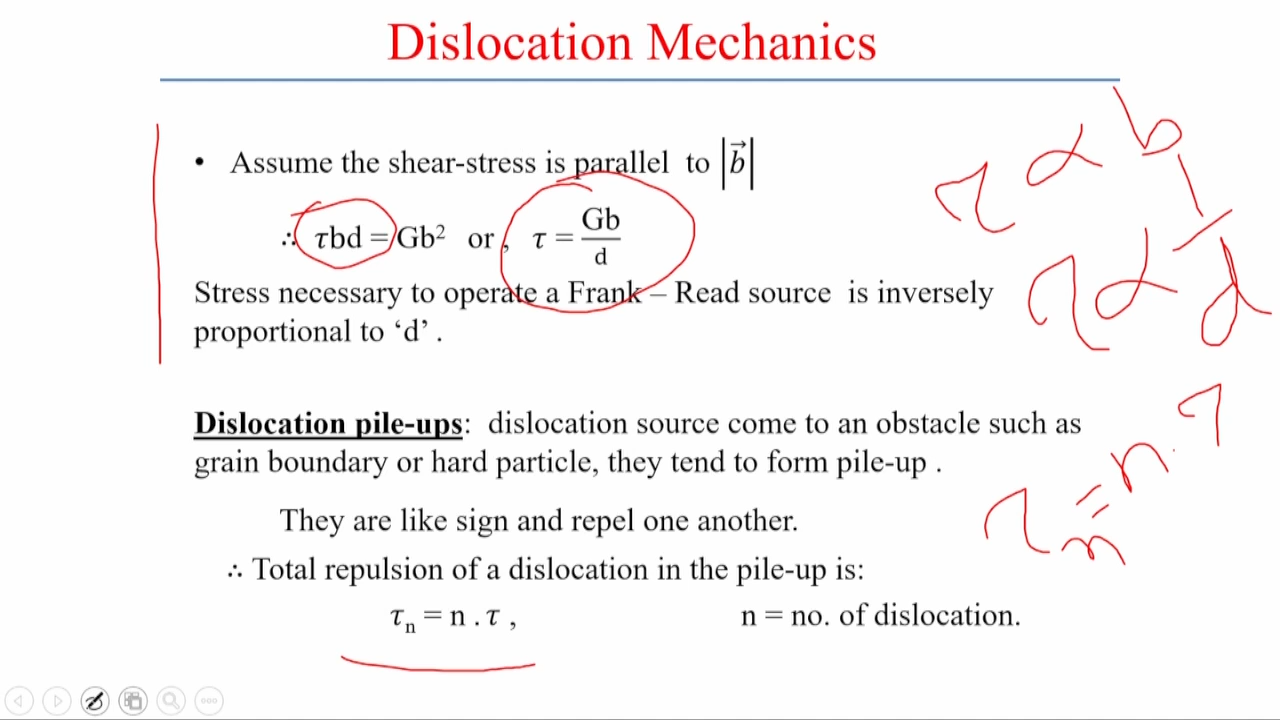 Dislocation Mechanics
• Assume the shear-stress is parallel to |b⃗|
∴ τbd = Gb² or , τ = Gb/d
Stress necessary to operate a Frank – Read source is inversely
proportional to ‘d’ .
Dislocation pile-ups: dislocation source come to an obstacle such as
grain boundary or hard particle, they tend to form pile-up .
They are like sign and repel one another.
∴ Total repulsion of a dislocation in the pile-up is:
τₙ = n . τ , n = no. of dislocation.
τ α b
τ α 1/d
τₙ = n . τ